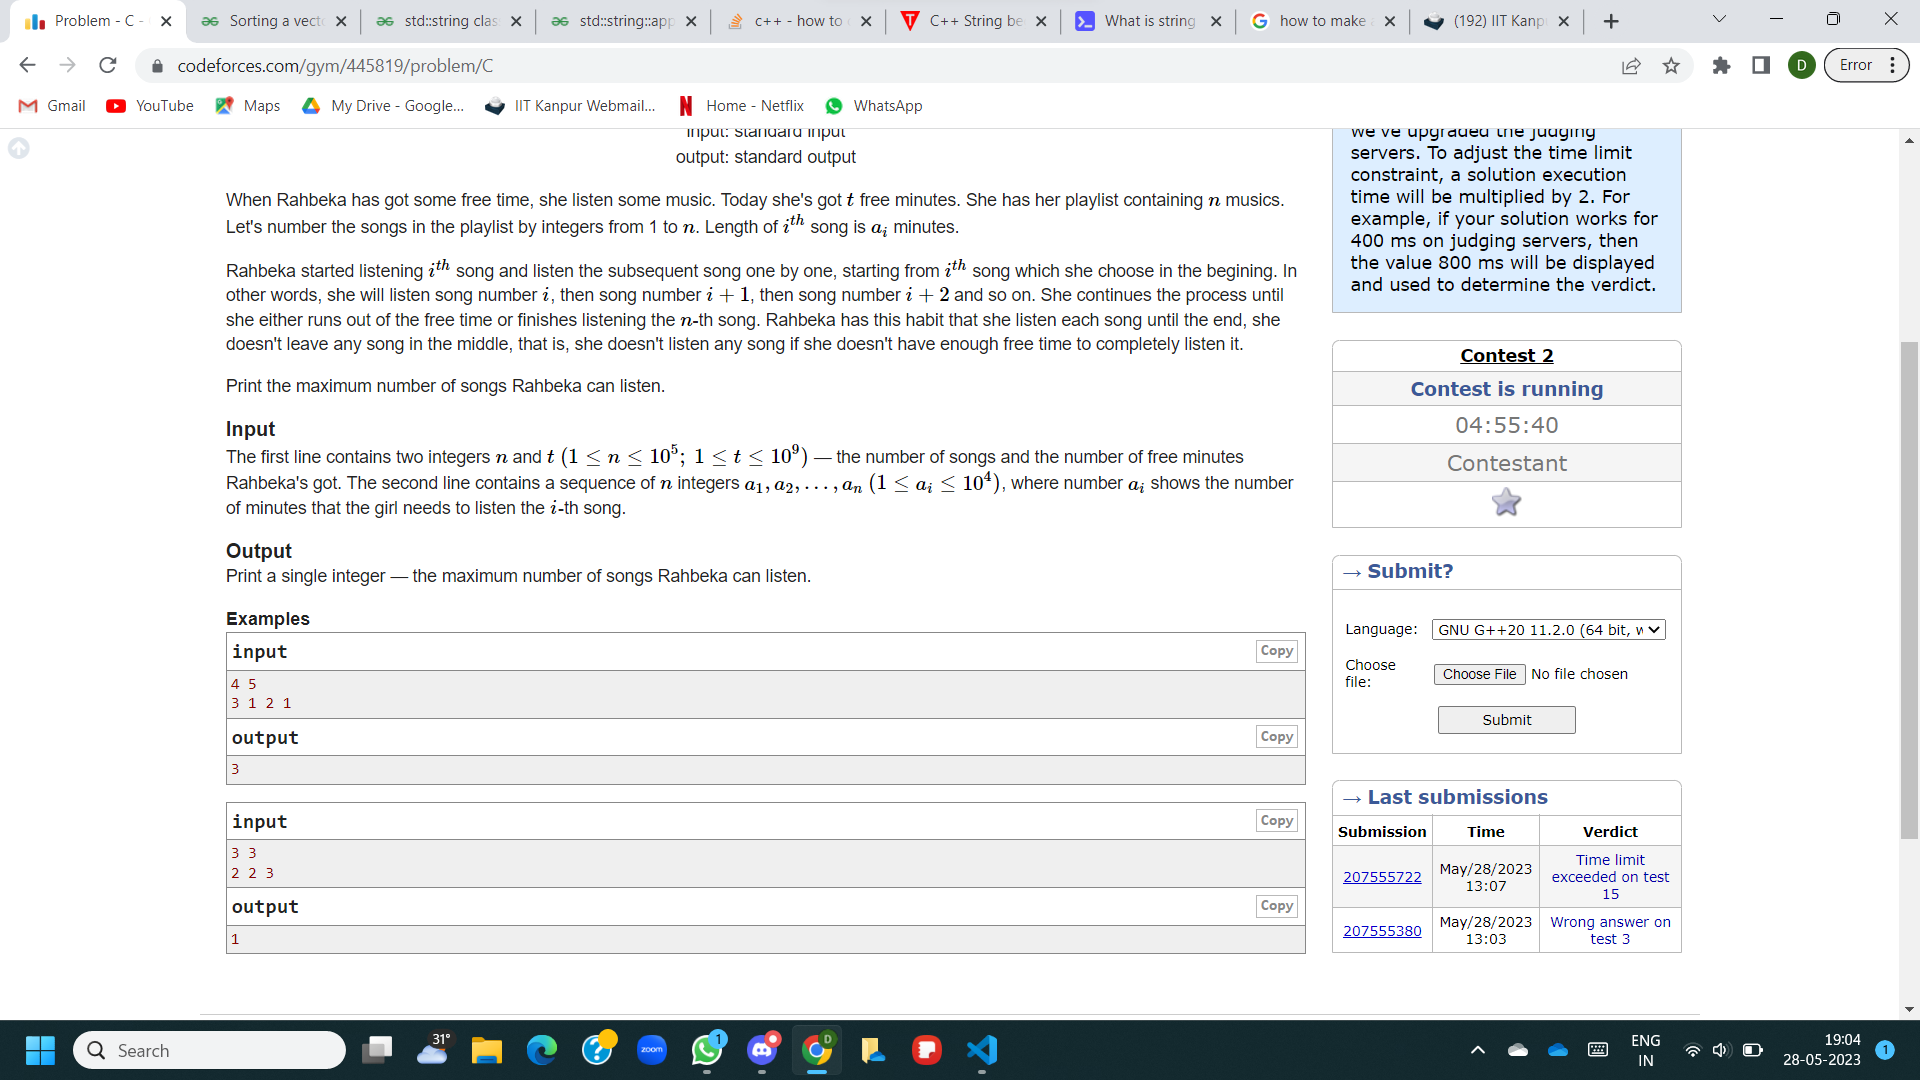 Problem - C -
Sorting a vecto
std::string clas
std::string::app
c++ - how to
C++ String be
What is string
how to make
(192) IIT Kanp
codeforces.com/gym/445819/problem/C
D
Error
Gmail
YouTube
Maps
My Drive - Google...
IIT Kanpur Webmail...
Home - Netflix
WhatsApp
input: standard input
output: standard output
When Rahbeka has got some free time, she listen some music. Today she's got t free minutes. She has her playlist containing n musics.
Let's number the songs in the playlist by integers from 1 to n. Length of i^th song is a_i minutes.
Rahbeka started listening i^th song and listen the subsequent song one by one, starting from i^th song which she choose in the begining. In
other words, she will listen song number i, then song number i + 1, then song number i + 2 and so on. She continues the process until
she either runs out of the free time or finishes listening the n-th song. Rahbeka has this habit that she listen each song until the end, she
doesn't leave any song in the middle, that is, she doesn't listen any song if she doesn't have enough free time to completely listen it.
Print the maximum number of songs Rahbeka can listen.
Input
The first line contains two integers n and t (1 ≤ n ≤ 10^5; 1 ≤ t ≤ 10^9) — the number of songs and the number of free minutes
Rahbeka's got. The second line contains a sequence of n integers a_1, a_2, . . . , a_n (1 ≤ a_i ≤ 10^4), where number a_i shows the number
of minutes that the girl needs to listen the i-th song.
Output
Print a single integer — the maximum number of songs Rahbeka can listen.
Examples
input
Copy
4 5
3 1 2 1
output
Copy
3
input
Copy
3 3
2 2 3
output
Copy
1
we've upgraded the judging
servers. To adjust the time limit
constraint, a solution execution
time will be multiplied by 2. For
example, if your solution works for
400 ms on judging servers, then
the value 800 ms will be displayed
and used to determine the verdict.
Contest 2
Contest is running
04:55:40
Contestant
→ Submit?
Language:
GNU G++20 11.2.0 (64 bit, w
Choose
file:
Choose File No file chosen
Submit
→ Last submissions
Submission Time Verdict
207555722
May/28/2023
13:07
Time limit
exceeded on test
15
207555380
May/28/2023
13:03
Wrong answer on
test 3
Search
31°
zoom
1
D
ENG
IN
19:04
28-05-2023
1